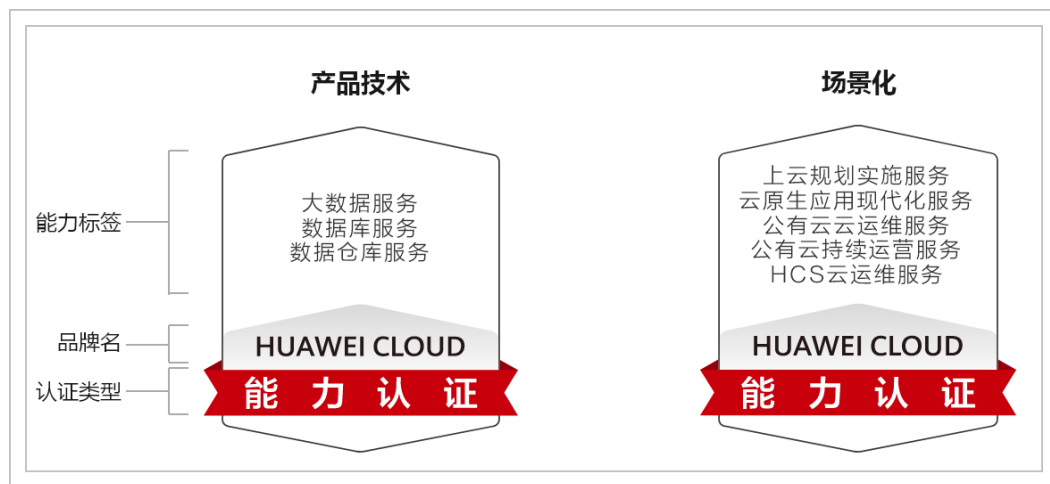 产品技术
场景化
能力标签
大数据服务
数据库服务
数据仓库服务
上云规划实施服务
云原生应用现代化服务
公有云云运维服务
公有云持续运营服务
HCS云运维服务
品牌名
HUAWEI CLOUD
HUAWEI CLOUD
认证类型
能力认证
能力认证